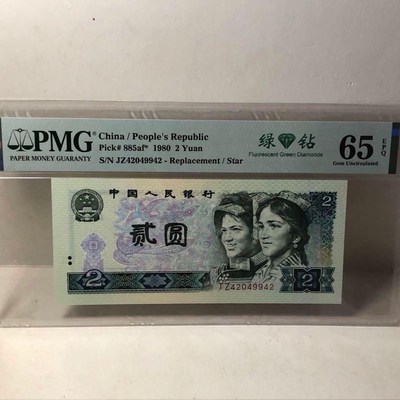 PMG
PAPER MONEY GUARANTY
China / People's Republic
Pick# 885af* 1980 2 Yuan
S/N JZ42049942 - Replacement / Star
绿 钻
Fluorescent Green Diamonds
65 EPQ
Gem Uncirculated
中国人民银行
贰圆
2
2
JZ42049942